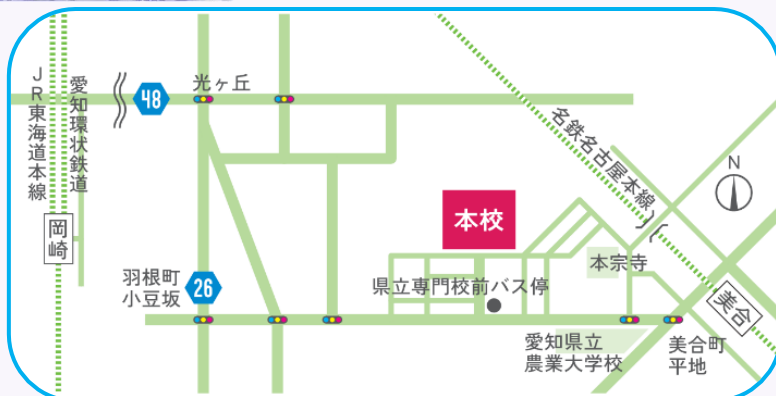 JR東海道本線
愛知環状鉄道
48
光ヶ丘
名鉄名古屋本線
N
岡崎
本校
本宗寺
羽根町
小豆坂
26
県立専門校前バス停
美合
愛知県立
農業大学校
美合町
平地